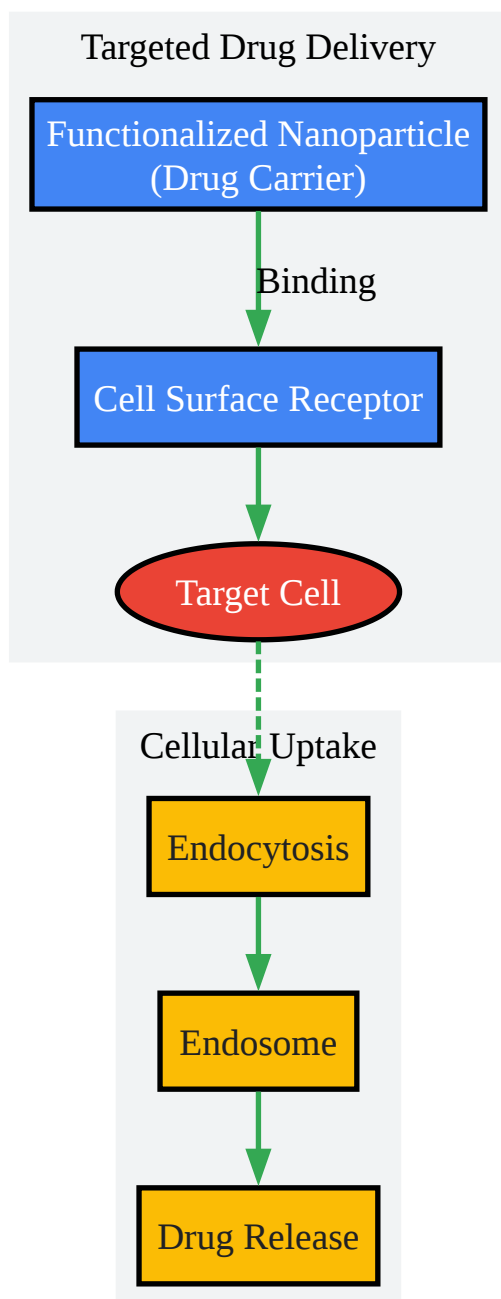 Targeted Drug Delivery
Functionalized Nanoparticle
(Drug Carrier)
Binding
Cell Surface Receptor
Target Cell
Cellular Uptake
Endocytosis
Endosome
Drug Release